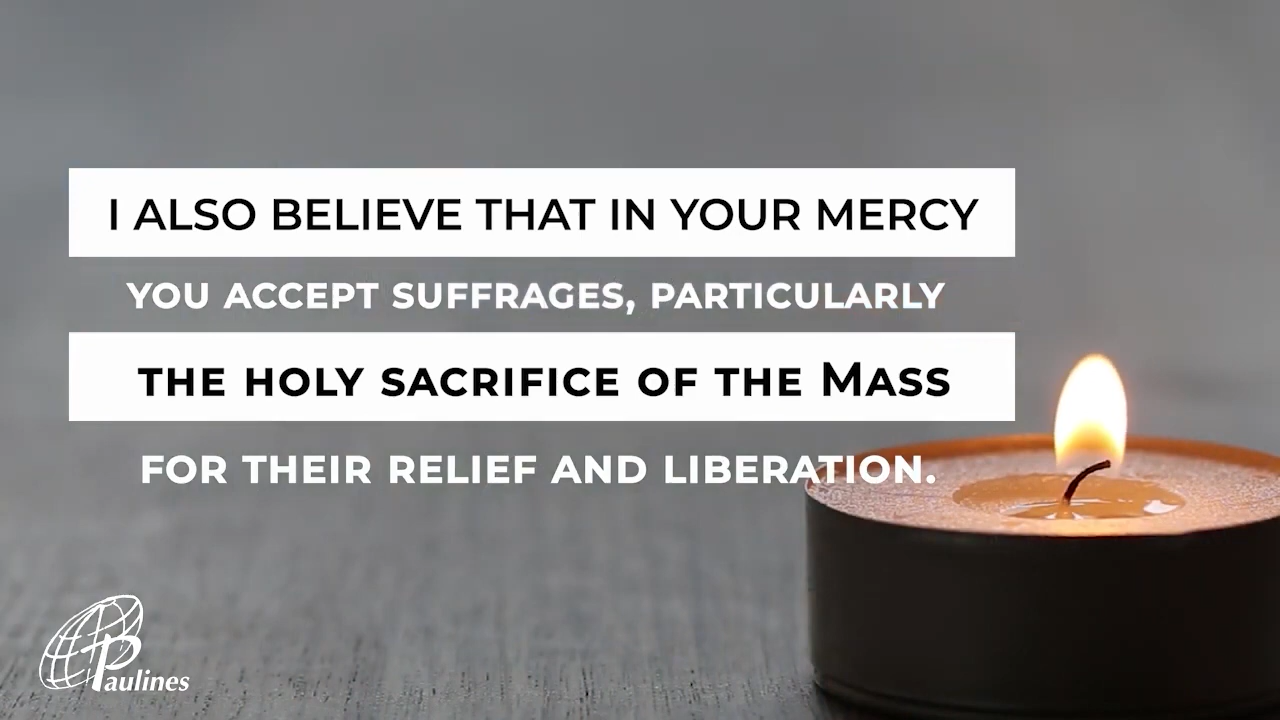 I ALSO BELIEVE THAT IN YOUR MERCY
YOU ACCEPT SUFFRAGES, PARTICULARLY
THE HOLY SACRIFICE OF THE MASS
FOR THEIR RELIEF AND LIBERATION.
Paulines